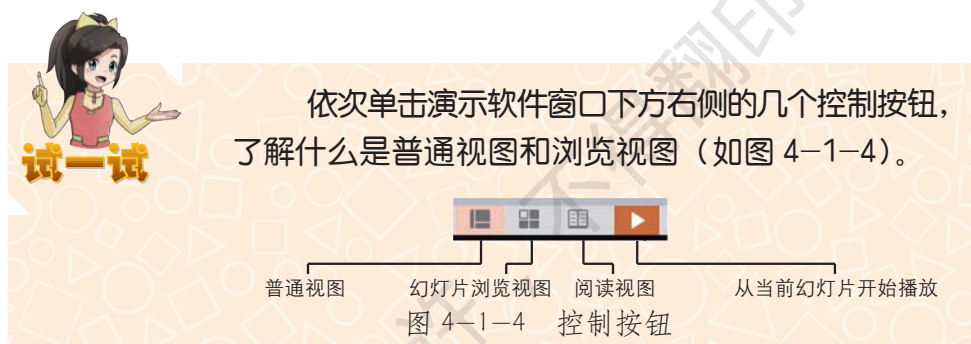 依次单击演示软件窗口下方右侧的几个控制按钮，
了解什么是普通视图和浏览视图（如图 4-1-4）。
试一试
普通视图 幻灯片浏览视图 阅读视图 从当前幻灯片开始播放
图 4-1-4 控制按钮
不得翻印